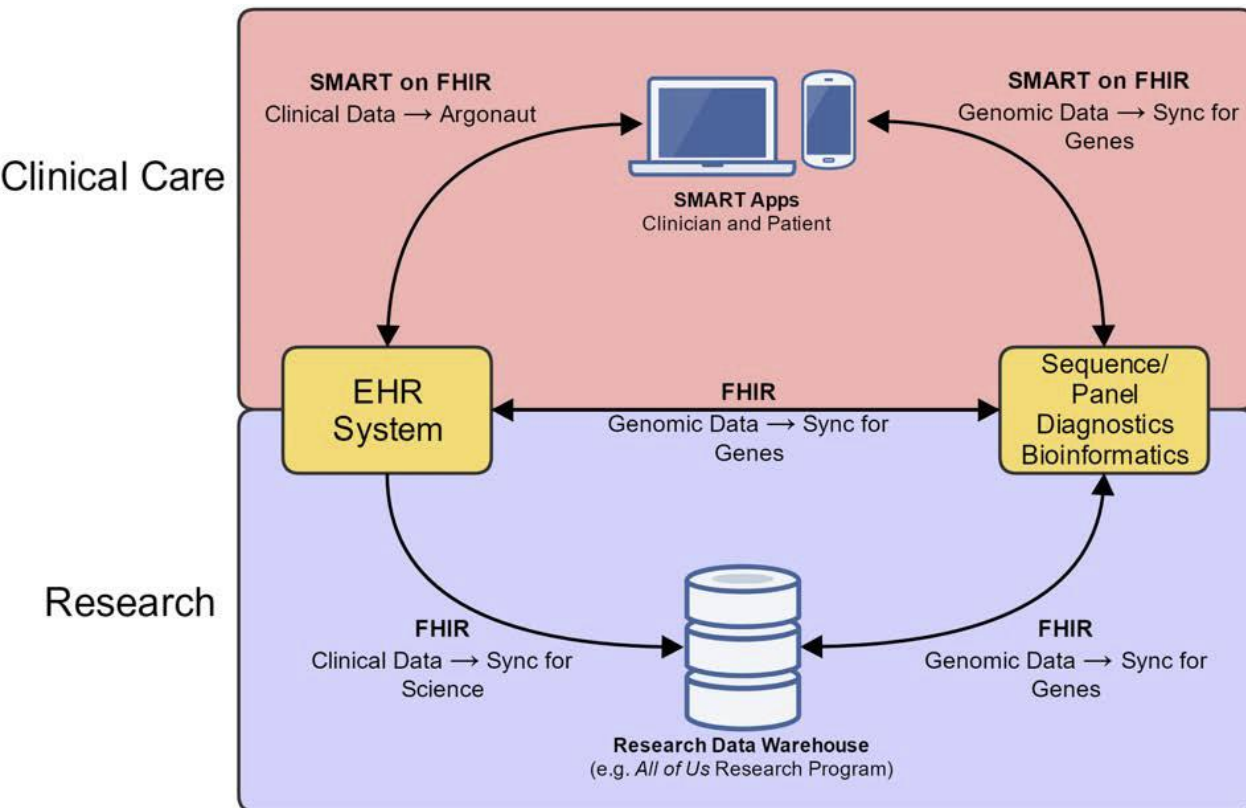 SMART on FHIR
Clinical Data → Argonaut
SMART on FHIR
Genomic Data → Sync for
Genes
Clinical Care
SMART Apps
Clinician and Patient
EHR
System
FHIR
Genomic Data → Sync for
Genes
Sequence/
Panel
Diagnostics
Bioinformatics
Research
FHIR
Clinical Data → Sync for
Science
FHIR
Genomic Data → Sync for
Genes
Research Data Warehouse
(e.g. All of Us Research Program)